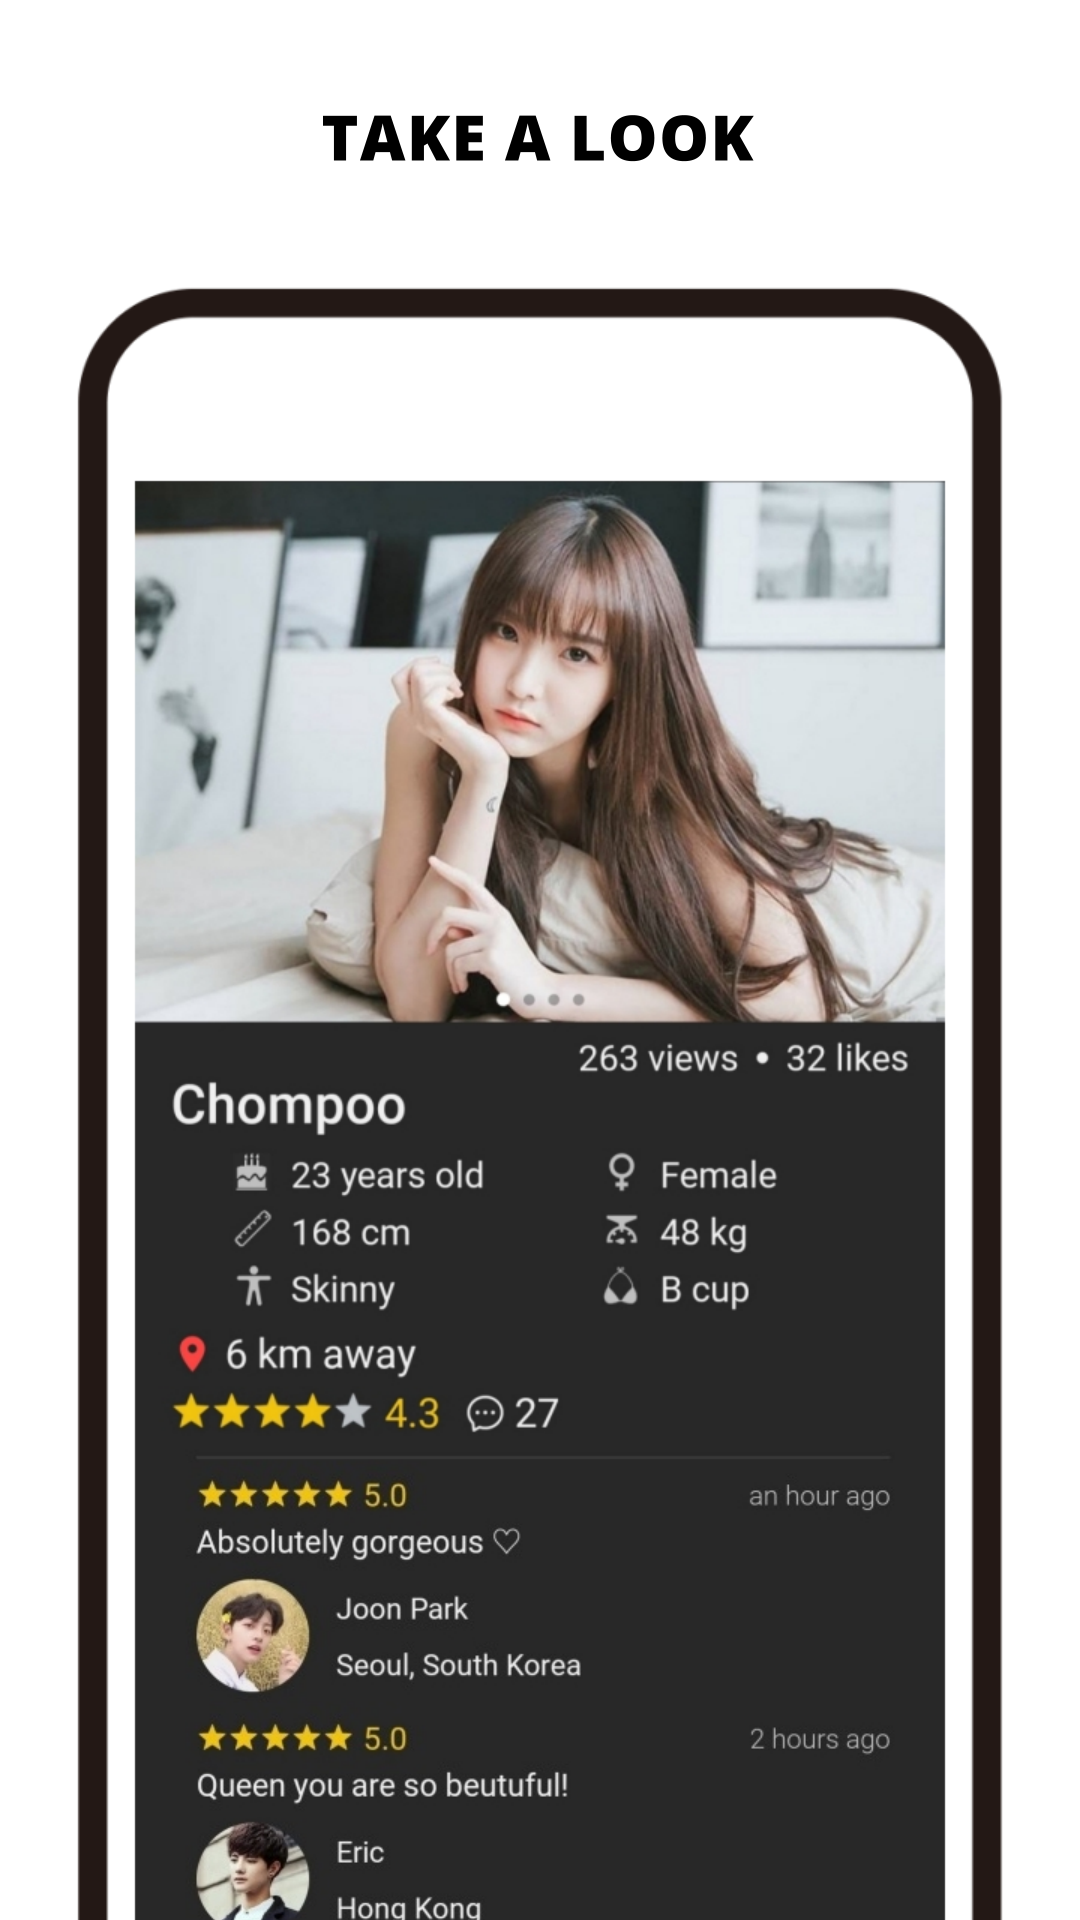 TAKE A LOOK
263 views • 32 likes
Chompoo
23 years old
Female
168 cm
48 kg
Skinny
B cup
6 km away
4.3 27
5.0 an hour ago
Absolutely gorgeous ♡
Joon Park
Seoul, South Korea
5.0 2 hours ago
Queen you are so beutuful!
Eric
Hong Kong